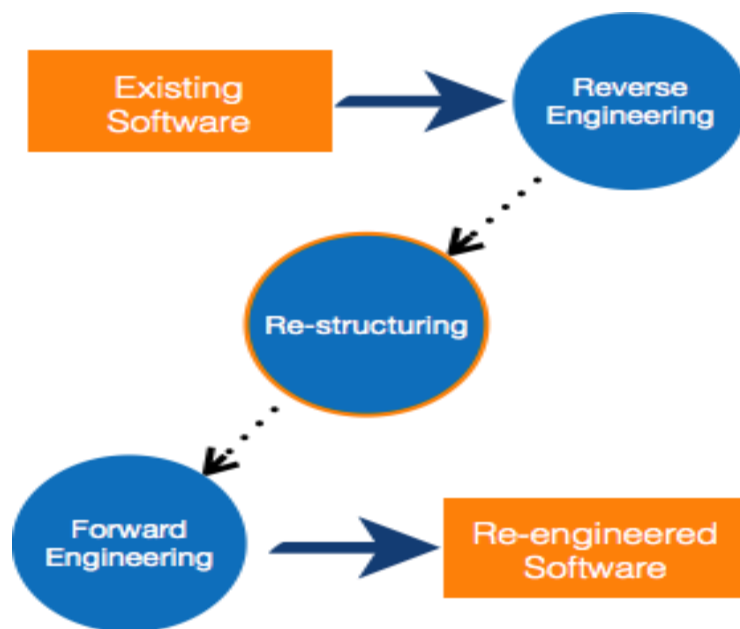 Existing
Software
Reverse
Engineering
Re-structuring
Forward
Engineering
Re-engineered
Software